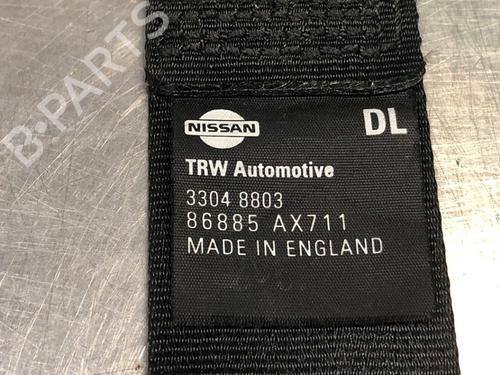 B-PARTS
NISSAN
DL
TRW Automotive
3304 8803
86885 AX711
MADE IN ENGLAND